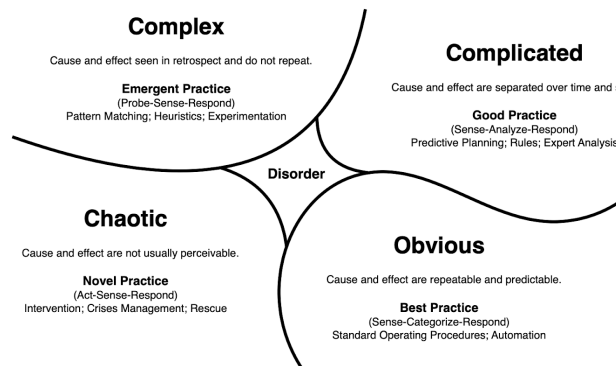 Complex
Cause and effect seen in retrospect and do not repeat.
Emergent Practice
(Probe-Sense-Respond)
Pattern Matching; Heuristics; Experimentation
Complicated
Cause and effect are separated over time and
Good Practice
(Sense-Analyze-Respond)
Predictive Planning; Rules; Expert Analysis
Disorder
Chaotic
Cause and effect are not usually perceivable.
Novel Practice
(Act-Sense-Respond)
Intervention; Crises Management; Rescue
Obvious
Cause and effect are repeatable and predictable.
Best Practice
(Sense-Categorize-Respond)
Standard Operating Procedures; Automation